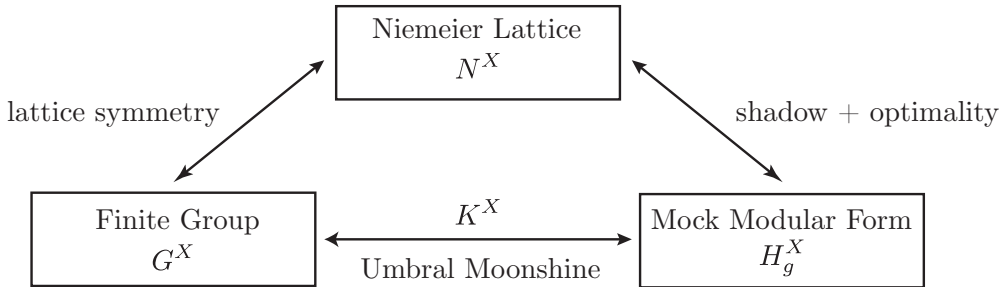 Niemeier Lattice
N^X
lattice symmetry
shadow + optimality
Finite Group
G^X
K^X
Umbral Moonshine
Mock Modular Form
H_g^X